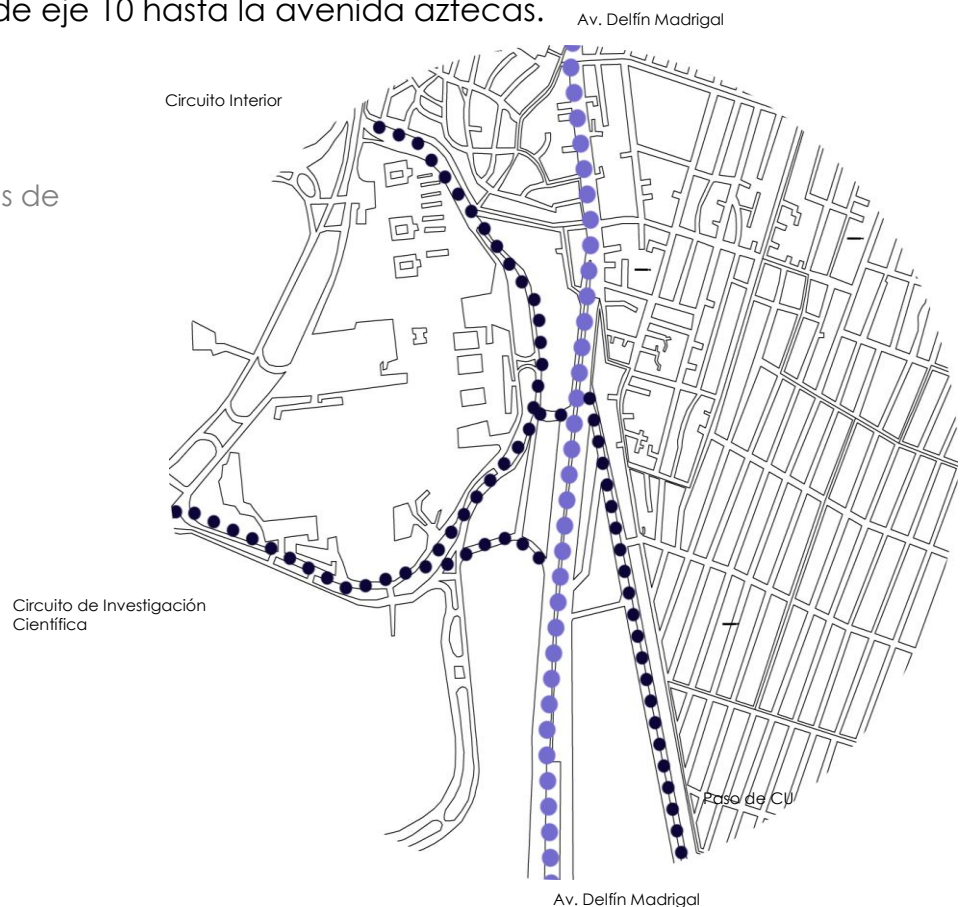 de eje 10 hasta la avenida aztecas.
Av. Delfín Madrigal
Circuito Interior
s de
Circuito de Investigación
Científica
Paso de CU
Av. Delfín Madrigal